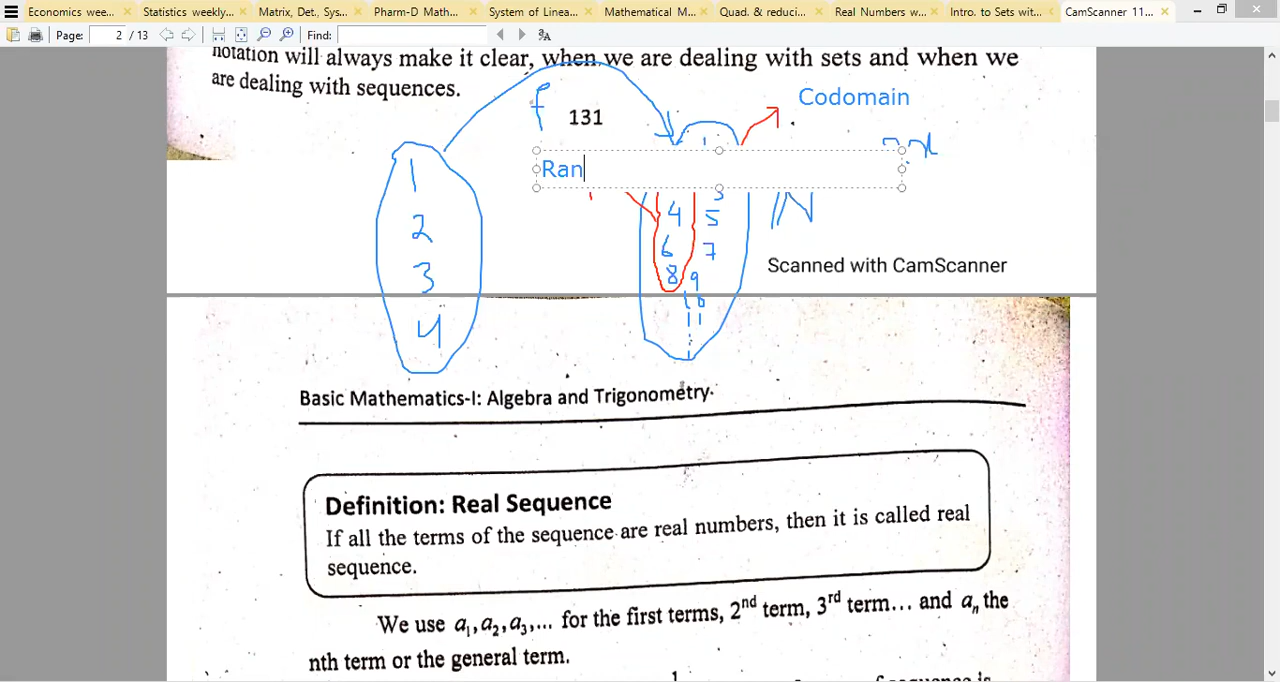 Economics wee... Statistics weekly... Matrix, Det., Sys... Pharm-D Math... System of Linea... Mathematical M... Quad. & reduci... Real Numbers w... Intro. to Sets wit... CamScanner 11...
Page: 2 / 13 Find:
notation will always make it clear, when we are dealing with sets and when we
are dealing with sequences.
Codomain
f 131
1
Ran
1
2
3
4
4 3
6 5
8 7
9
10
11
IN
Scanned with CamScanner
Basic Mathematics-I: Algebra and Trigonometry
Definition: Real Sequence
If all the terms of the sequence are real numbers, then it is called real
sequence.
We use a₁,a₂,a₃,... for the first terms, 2nd term, 3rd term... and aₙ the
nth term or the general term.